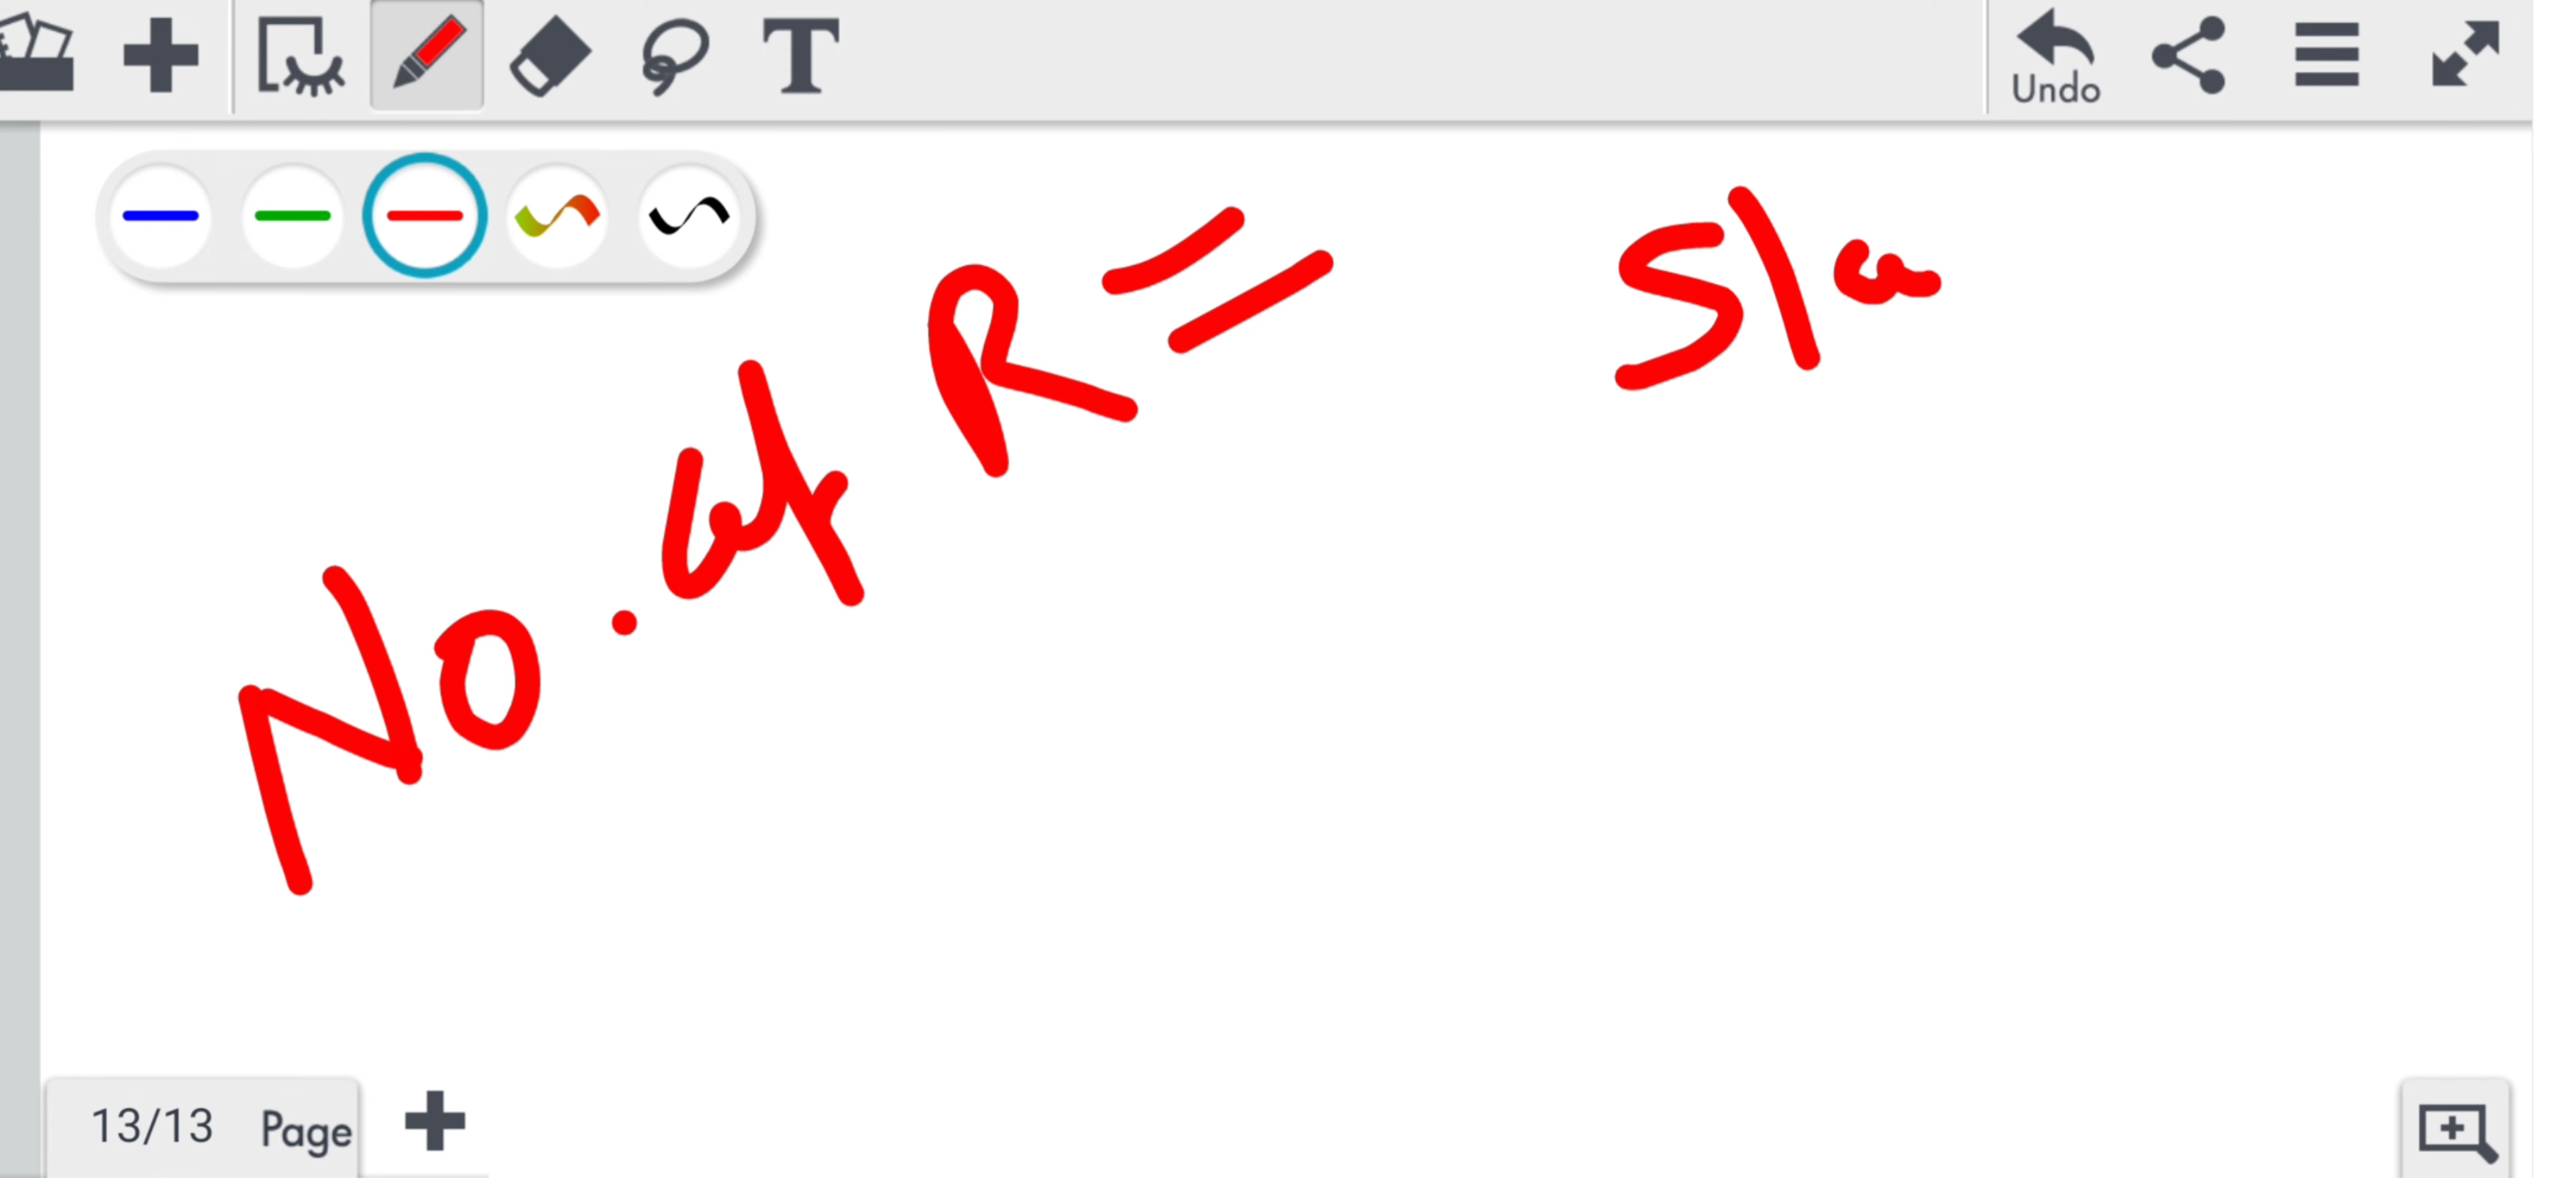 Undo
No. of R =
13/13 Page